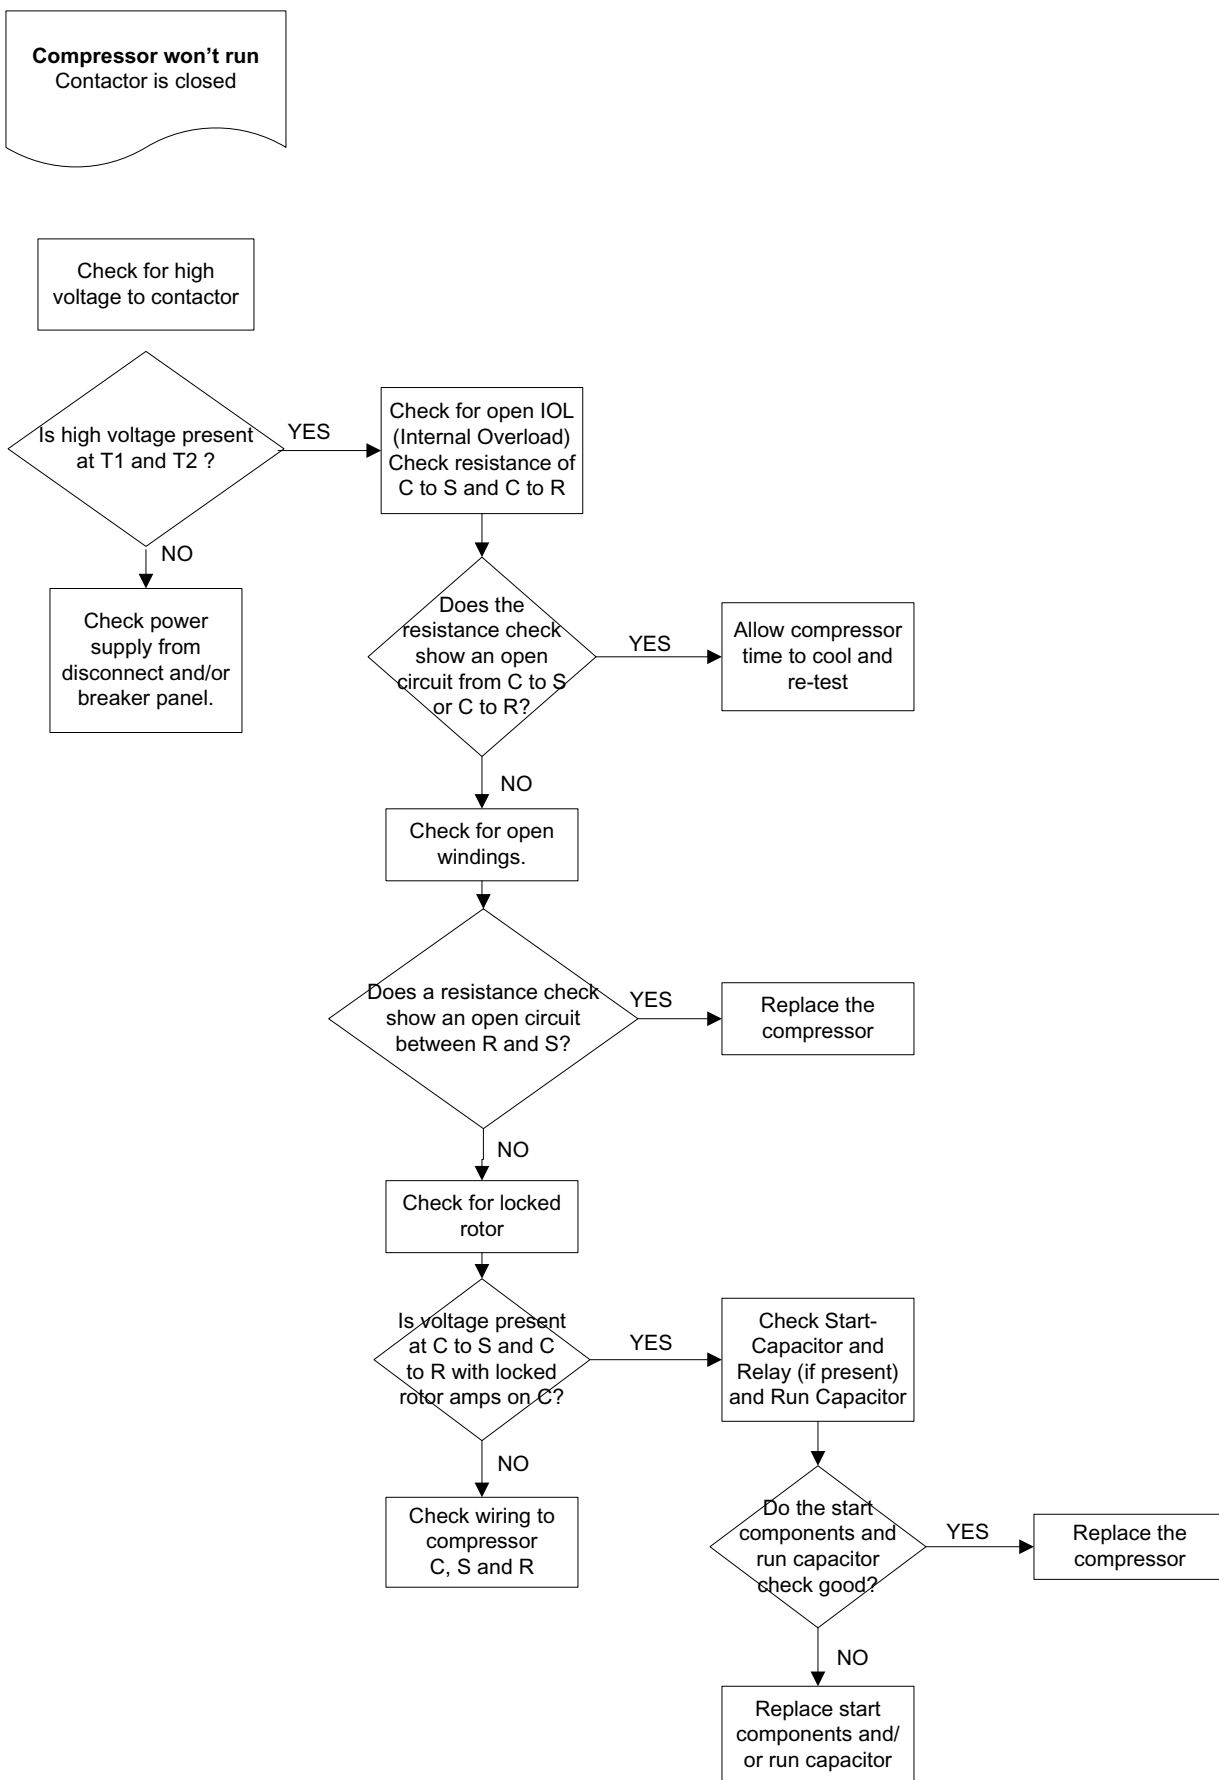 Compressor won't run
Contactor is closed
Check for high
voltage to contactor
Is high voltage present
at T1 and T2 ?
YES
NO
Check power
supply from
disconnect and/or
breaker panel.
Check for open IOL
(Internal Overload)
Check resistance of
C to S and C to R
Does the
resistance check
show an open
circuit from C to S
or C to R?
YES
Allow compressor
time to cool and
re-test
NO
Check for open
windings.
Does a resistance check
show an open circuit
between R and S?
YES
Replace the
compressor
NO
Check for locked
rotor
Is voltage present
at C to S and C
to R with locked
rotor amps on C?
YES
NO
Check wiring to
compressor
C, S and R
Check Start-
Capacitor and
Relay (if present)
and Run Capacitor
Do the start
components and
run capacitor
check good?
YES
Replace the
compressor
NO
Replace start
components and/
or run capacitor